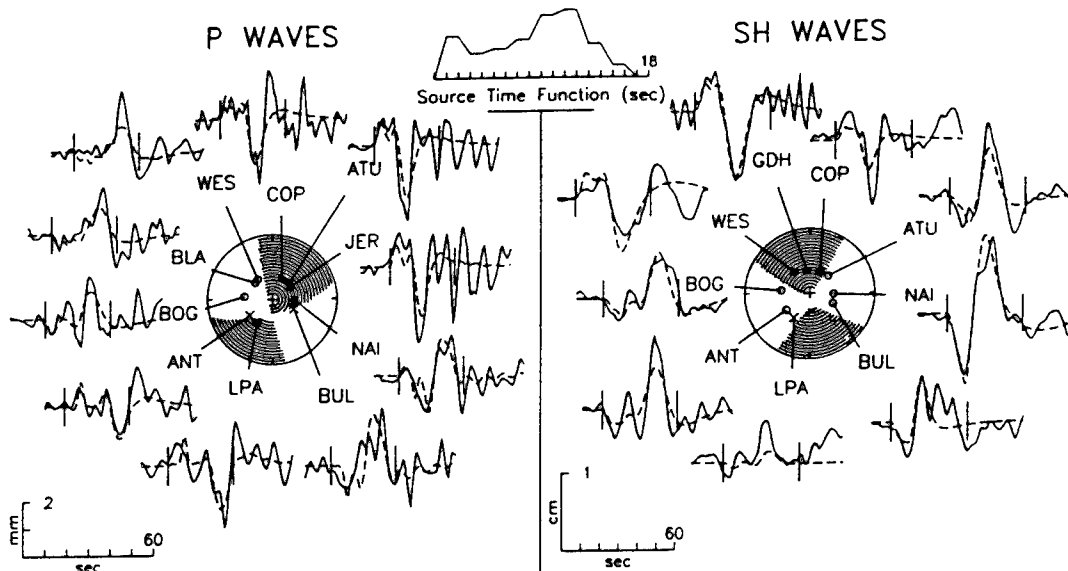 P WAVES
SH WAVES
18
Source Time Function (sec)
WES
COP
ATU
BLA
JER
BOG
ANT
LPA
BUL
NAI
2
mm
60
sec
GDH
COP
WES
ATU
BOG
NAI
ANT
BUL
LPA
1
cm
60
sec